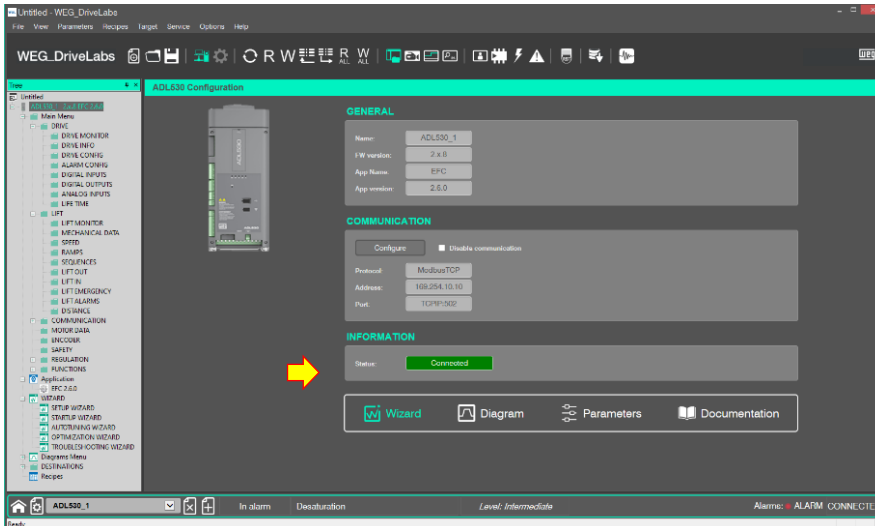 Untitled - WEG_DriveLabs
File View Parameters Recipes Target Service Options Help
WEG_DriveLabs R W R ALL W ALL weg
Tree
ADL530 Configuration
Untitled
Main Menu
DRIVE
DRIVE MONITOR
DRIVE INFO
DRIVE CONFIG
ALARM CONFIG
DIGITAL INPUTS
DIGITAL OUTPUTS
ANALOG INPUTS
LIFE TIME
LIFT
LIFT MONITOR
MECHANICAL DATA
SPEED
RAMPS
SEQUENCES
LIFT OUT
LIFT IN
LIFT EMERGENCY
LIFT ALARMS
DISTANCE
COMMUNICATION
MOTOR DATA
ENCODER
SAFETY
REGULATION
FUNCTIONS
Application
EFC 2.6.0
WIZARD
SETUP WIZARD
STARTUP WIZARD
AUTOTUNING WIZARD
OPTIMIZATION WIZARD
TROUBLESHOOTING WIZARD
Diagrams Menu
DESTINATIONS
Recipes
ADL530
GENERAL
Name: ADL530_1
FW version: 2.x.6
App Name: EFC
App version: 2.6.0
COMMUNICATION
Configure Disable communication
Protocol: ModbusTCP
Address: 169.254.10.10
Port: TCPIP:502
INFORMATION
Status: Connected
Wizard Diagram Parameters Documentation
ADL530_1 In alarm Desaturation Level: Intermediate Alarms: ALARM CONNECTE
Ready